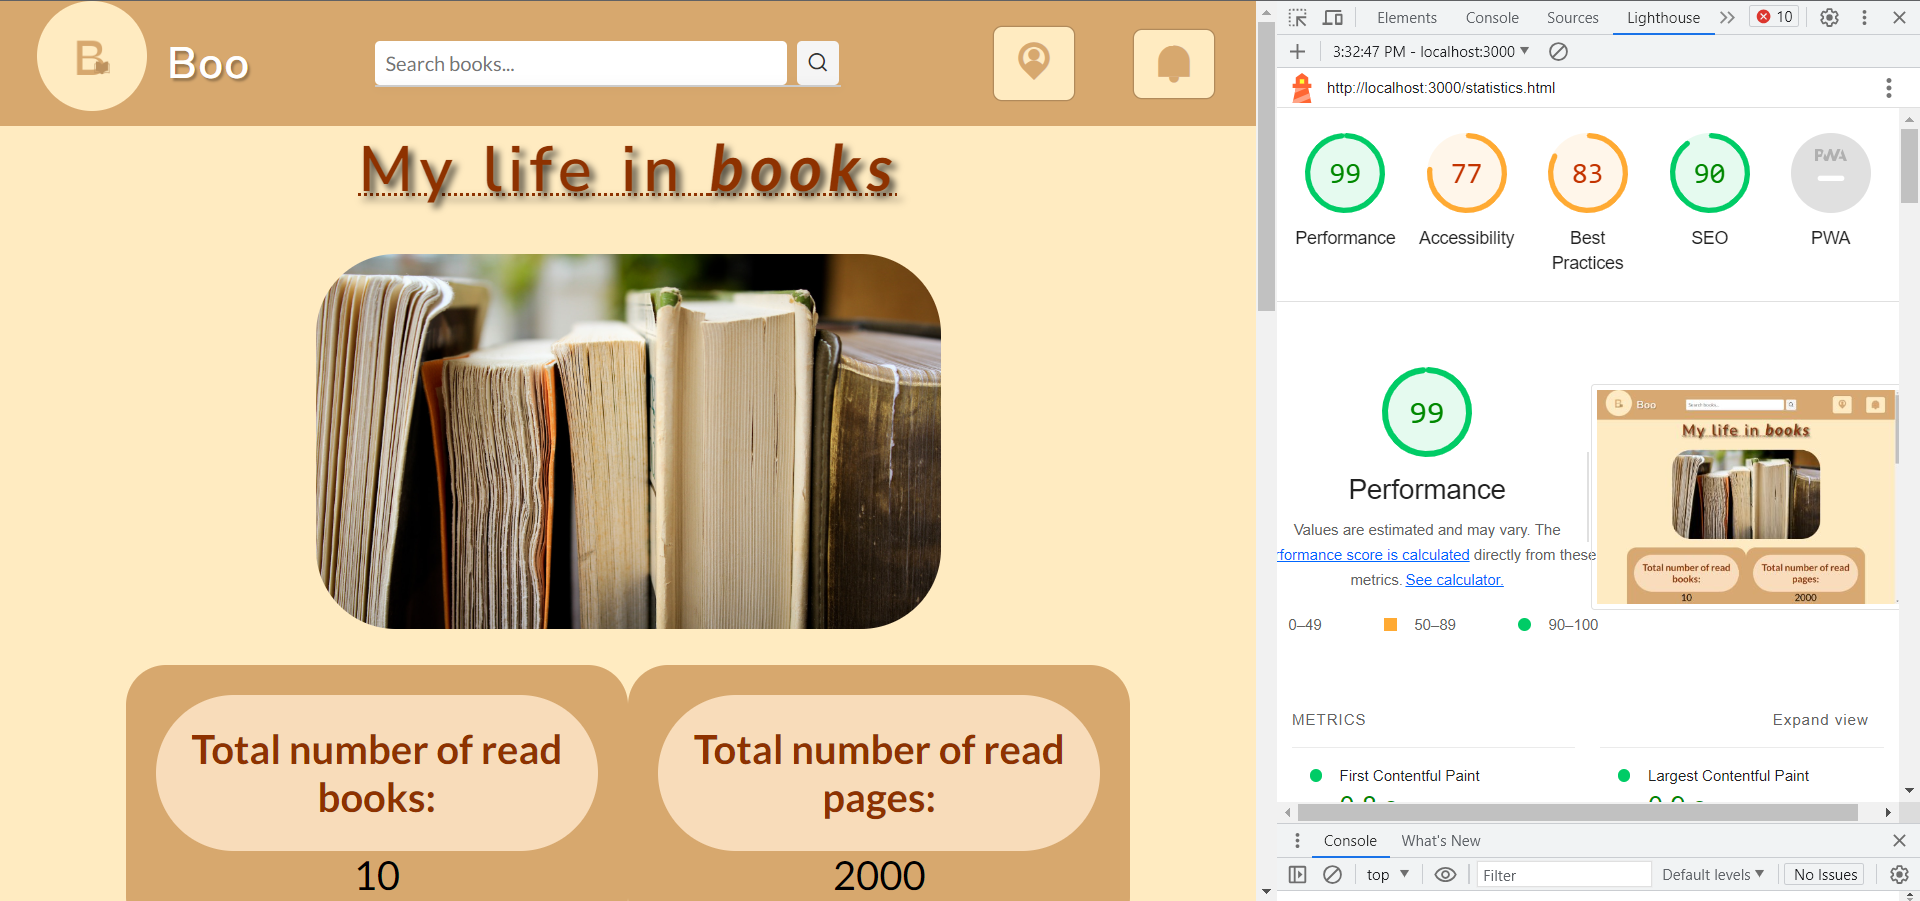 B
Boo
Search books...
My life in books
Total number of read
books:
10
Total number of read
pages:
2000
Elements Console Sources Lighthouse 10
3:32:47 PM - localhost:3000
http://localhost:3000/statistics.html
99 77 83 90 PWA
Performance Accessibility Best Practices SEO PWA
99
Performance
Values are estimated and may vary. The
rformance score is calculated directly from these
metrics. See calculator.
0–49 50–89 90–100
B Boo Search books...
My life in books
Total number of read
books:
10
Total number of read
pages:
2000
METRICS Expand view
First Contentful Paint Largest Contentful Paint
Console What's New
top Filter Default levels No Issues